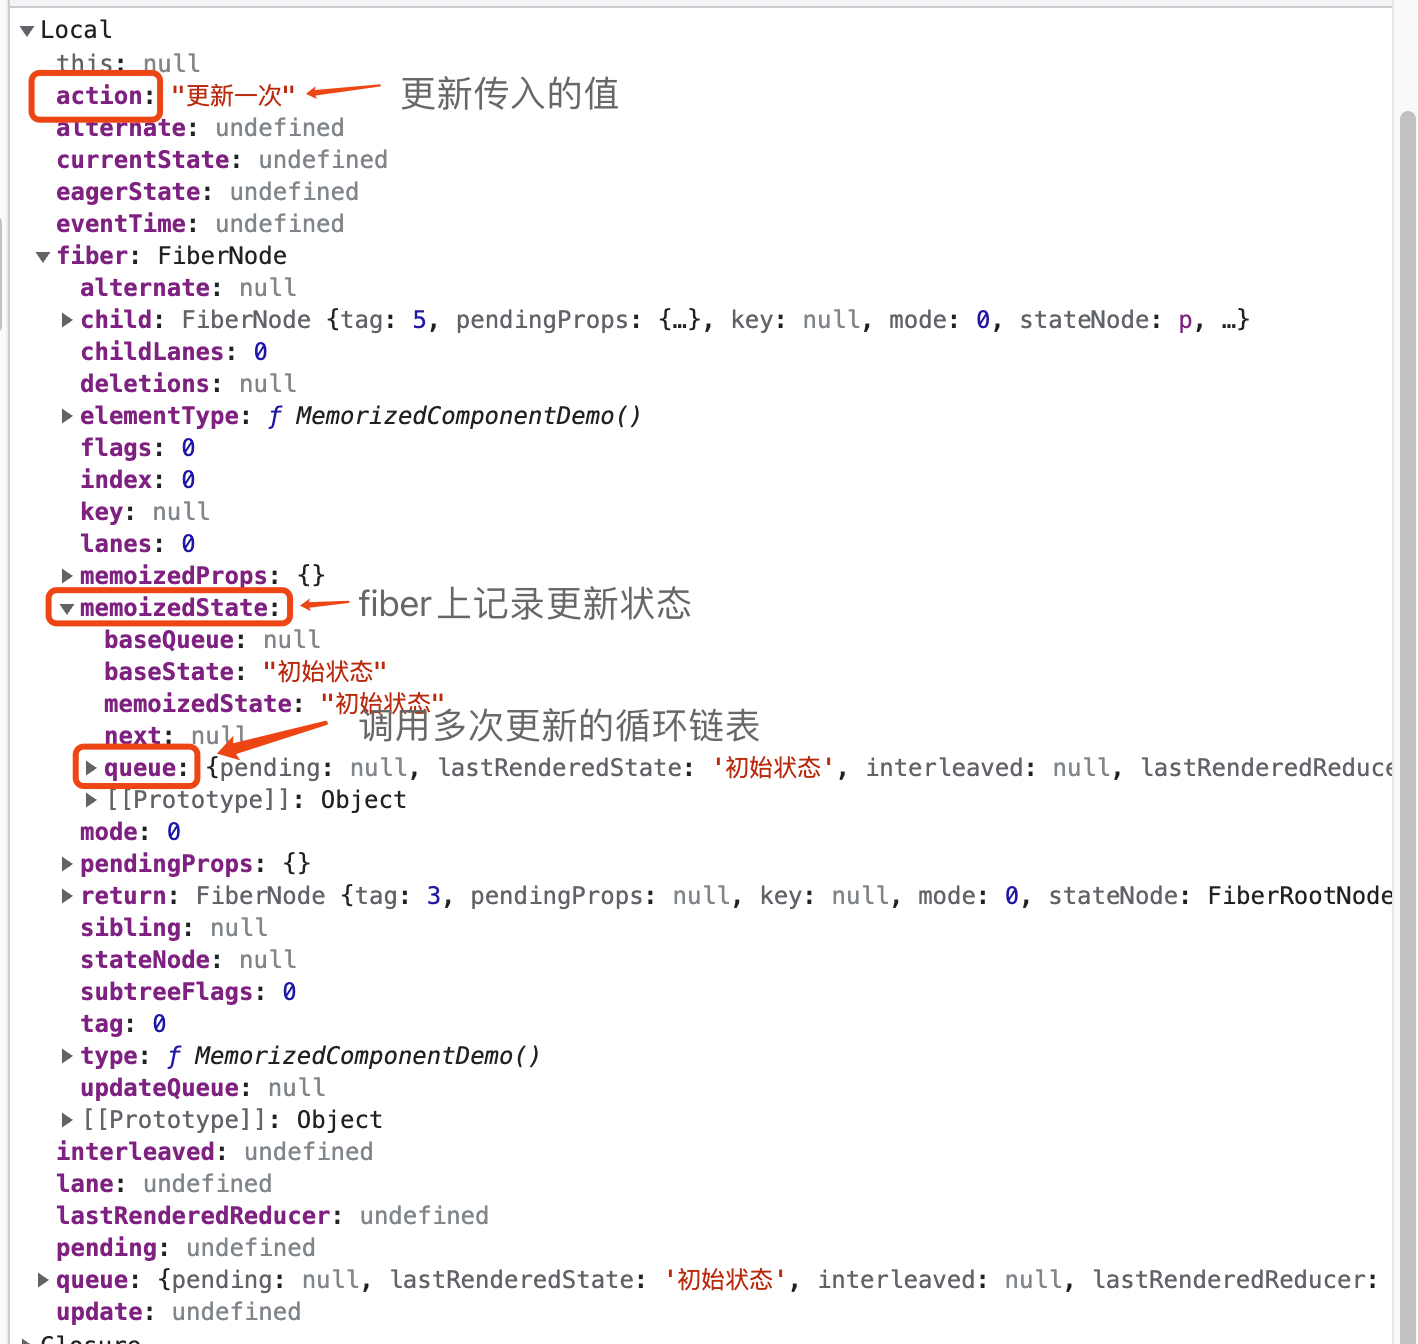 Local
this: null
action: "更新一次" 更新传入的值
alternate: undefined
currentState: undefined
eagerState: undefined
eventTime: undefined
fiber: FiberNode
alternate: null
child: FiberNode {tag: 5, pendingProps: {…}, key: null, mode: 0, stateNode: p, …}
childLanes: 0
deletions: null
elementType: ƒ MemorizedComponentDemo()
flags: 0
index: 0
key: null
lanes: 0
memoizedProps: {}
memoizedState: fiber上记录更新状态
baseQueue: null
baseState: "初始状态"
memoizedState: "初始状态"
next: null 调用多次更新的循环链表
queue: {pending: null, lastRenderedState: '初始状态', interleaved: null, lastRenderedReduce
[[Prototype]]: Object
mode: 0
pendingProps: {}
return: FiberNode {tag: 3, pendingProps: null, key: null, mode: 0, stateNode: FiberRootNode
sibling: null
stateNode: null
subtreeFlags: 0
tag: 0
type: ƒ MemorizedComponentDemo()
updateQueue: null
[[Prototype]]: Object
interleaved: undefined
lane: undefined
lastRenderedReducer: undefined
pending: undefined
queue: {pending: null, lastRenderedState: '初始状态', interleaved: null, lastRenderedReducer:
update: undefined
Closure